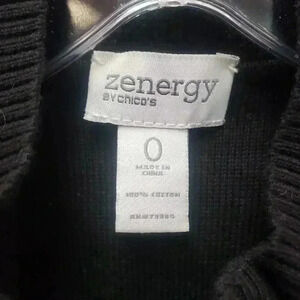 zenergy
BY CHICO'S
0
MADE IN
CHINA
100% COTTON